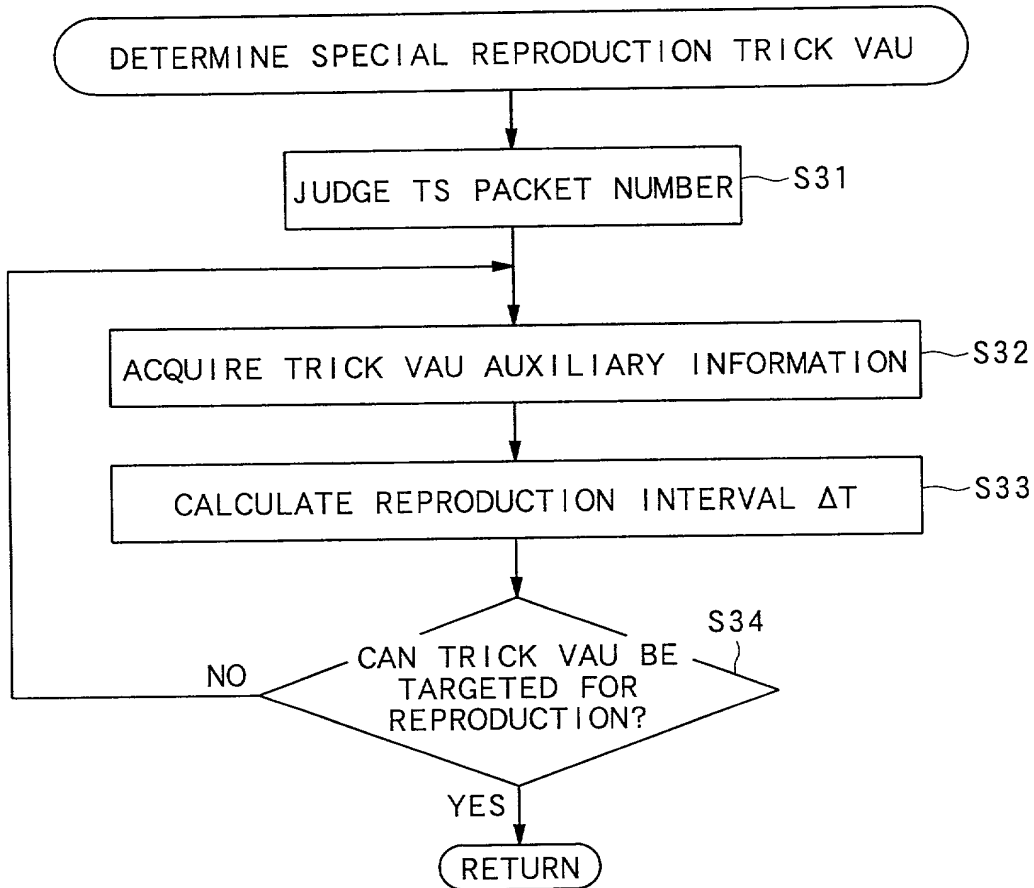 DETERMINE SPECIAL REPRODUCTION TRICK VAU
JUDGE TS PACKET NUMBER
S31
ACQUIRE TRICK VAU AUXILIARY INFORMATION
S32
CALCULATE REPRODUCTION INTERVAL ΔT
S33
S34
CAN TRICK VAU BE
TARGETED FOR
REPRODUCTION?
NO
YES
RETURN